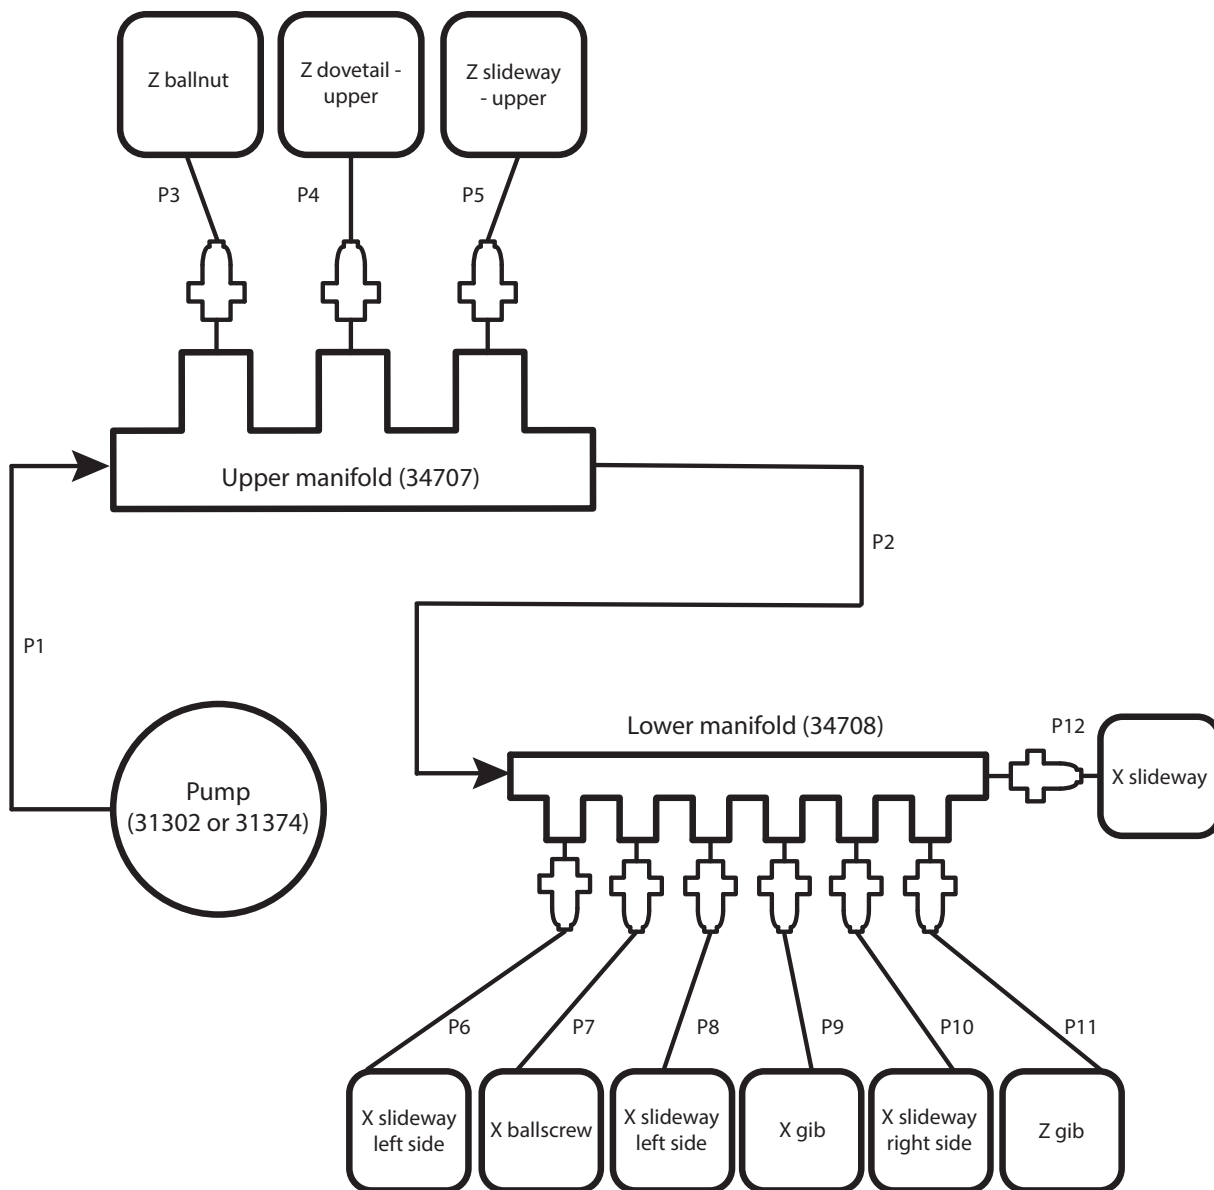 Z ballnut
Z dovetail -
upper
Z slideway
- upper
P3
P4
P5
Upper manifold (34707)
P2
P1
Lower manifold (34708)
P12
X slideway
Pump
(31302 or 31374)
P6
P7
P8
P9
P10
P11
X slideway
left side
X ballscrew
X slideway
left side
X gib
X slideway
right side
Z gib